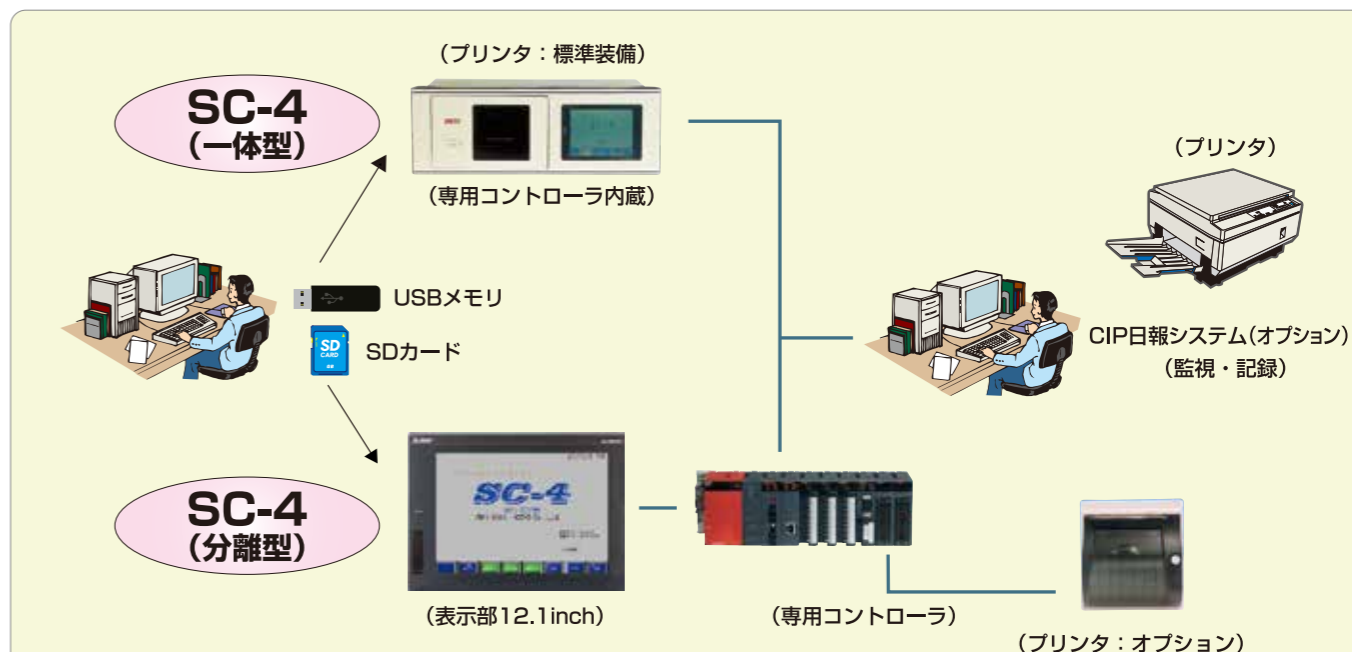 (プリンタ：標準装備)
SC-4
(一体型)
(専用コントローラ内蔵)
(プリンタ)
USBメモリ
SD
CARD
SDカード
CIP日報システム(オプション)
(監視・記録)
SC-4
SC-4
(分離型)
(表示部12.1inch)
(専用コントローラ)
(プリンタ：オプション)